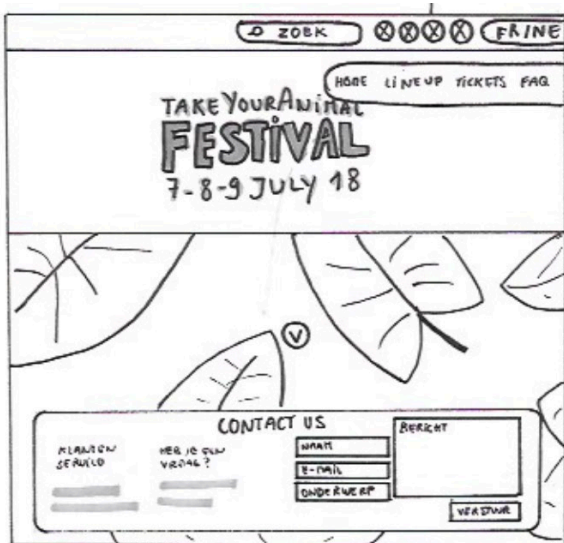 ZOEK
FRINE
HOME LINEUP TICKETS FAQ
TAKE YOUR ANIMAL
FESTIVAL
7-8-9 JULY 18
V
CONTACT US
KLANTEN
HEB JE EEN
VRAAG?
NAAM
E-MAIL
ONDERWERP
BERICHT
VERSTUUR